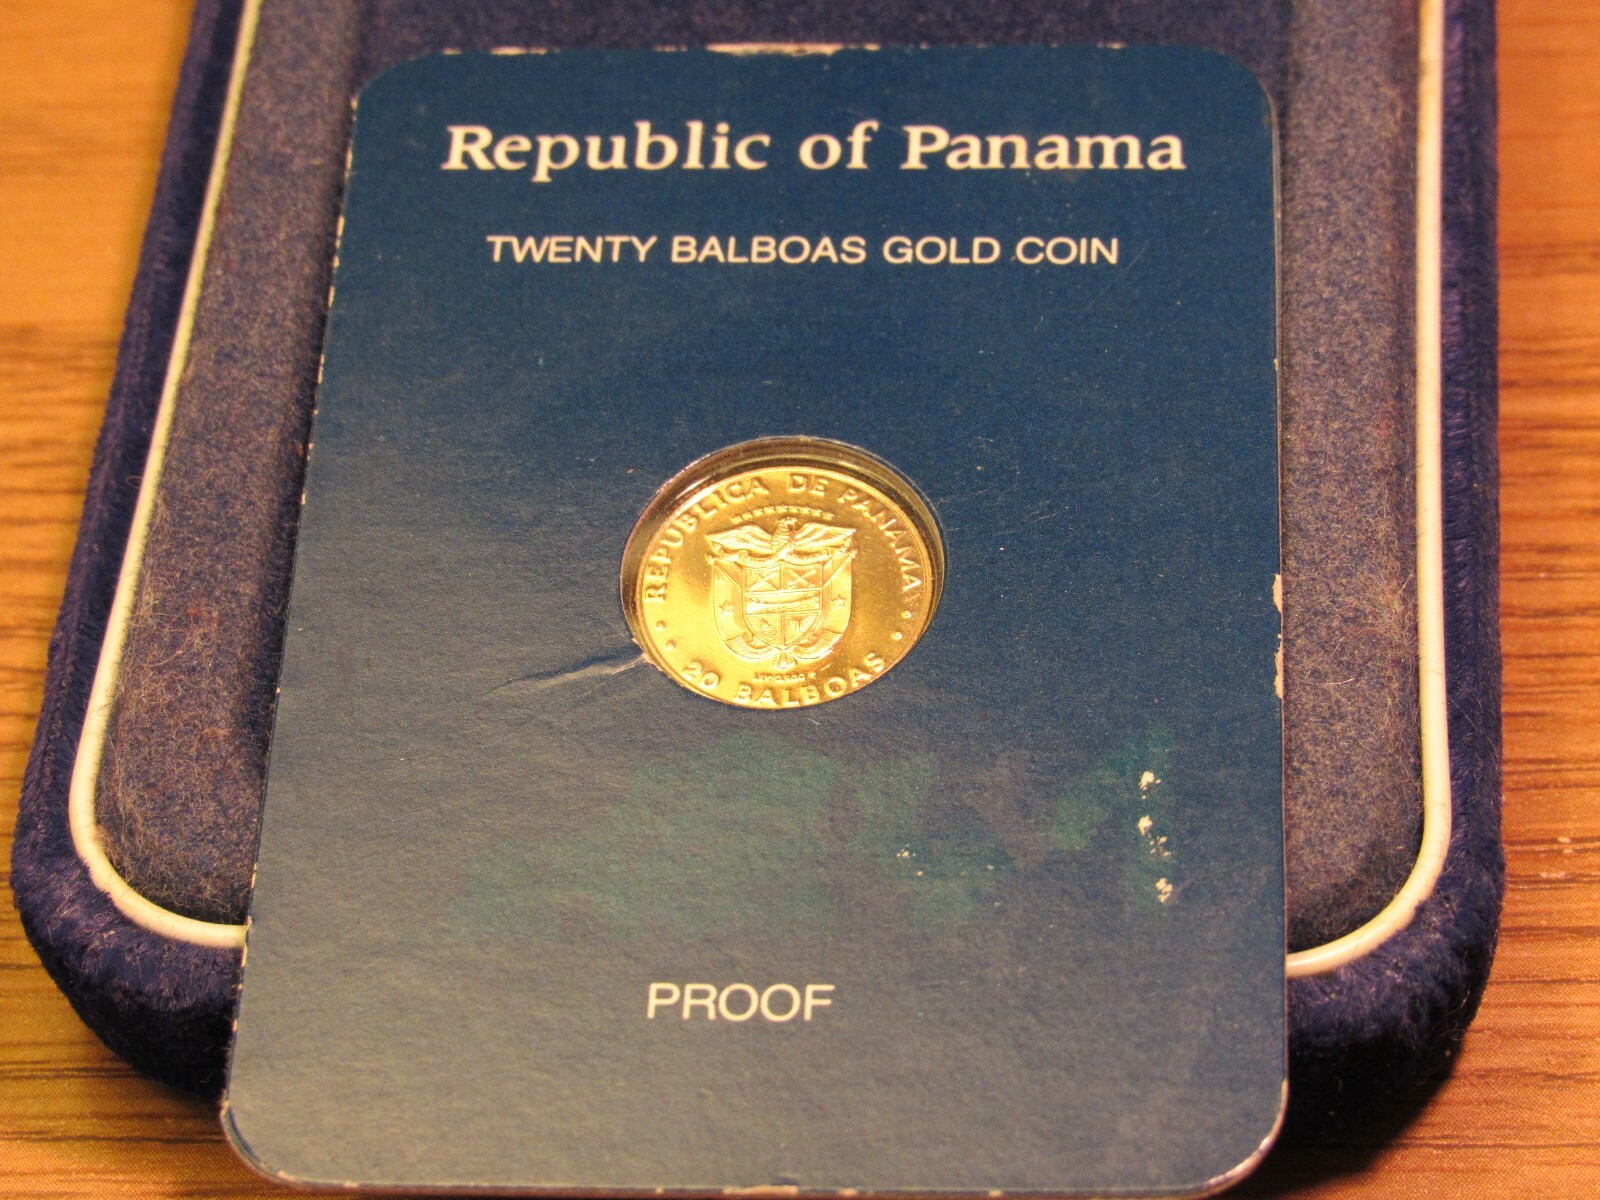 Republic of Panama
TWENTY BALBOAS GOLD COIN
REPUBLICA DE PANAMA
20 BALBOAS
PROOF